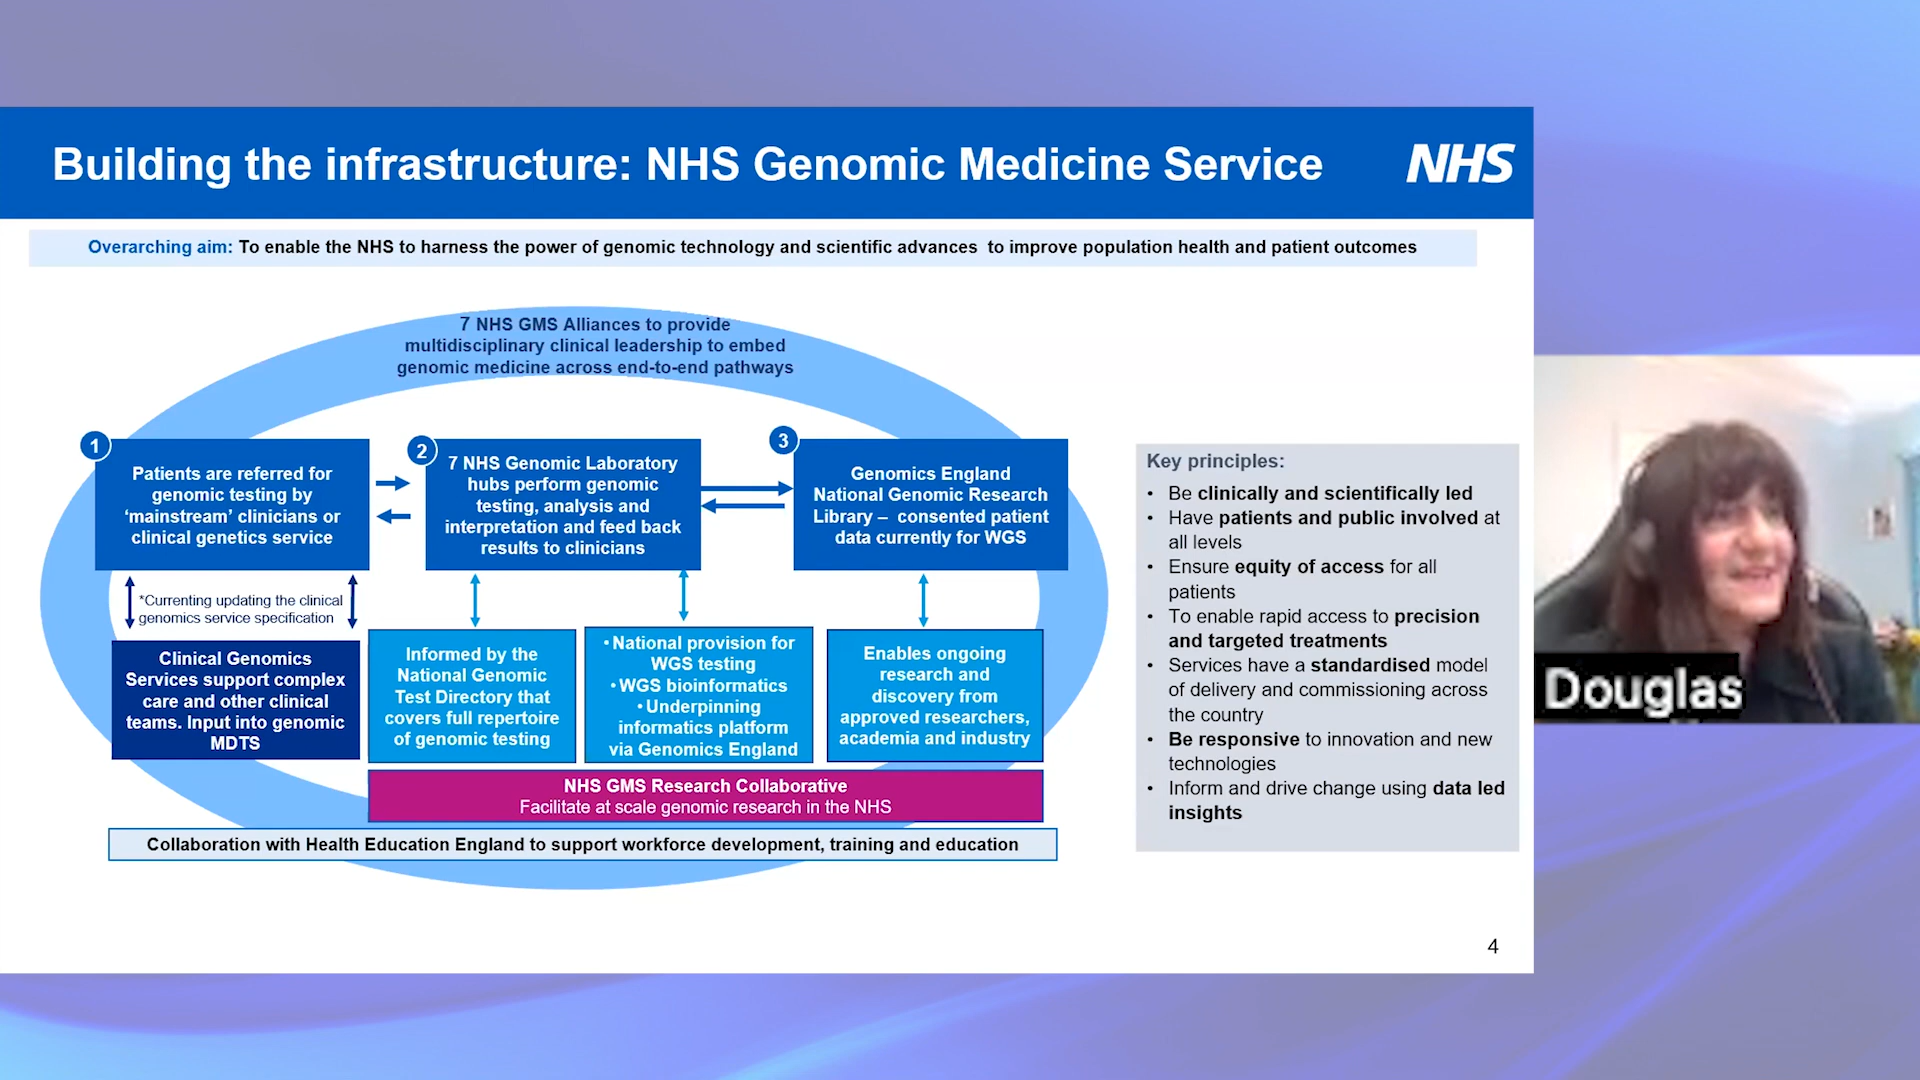 Building the infrastructure: NHS Genomic Medicine Service
NHS
Overarching aim: To enable the NHS to harness the power of genomic technology and scientific advances to improve population health and patient outcomes
7 NHS GMS Alliances to provide
multidisciplinary clinical leadership to embed
genomic medicine across end-to-end pathways
1
Patients are referred for
genomic testing by
‘mainstream’ clinicians or
clinical genetics service
2
7 NHS Genomic Laboratory
hubs perform genomic
testing, analysis and
interpretation and feed back
results to clinicians
3
Genomics England
National Genomic Research
Library – consented patient
data currently for WGS
*Currenting updating the clinical
genomics service specification
Clinical Genomics
Services support complex
care and other clinical
teams. Input into genomic
MDTS
Informed by the
National Genomic
Test Directory that
covers full repertoire
of genomic testing
• National provision for
WGS testing
• WGS bioinformatics
• Underpinning
informatics platform
via Genomics England
Enables ongoing
research and
discovery from
approved researchers,
academia and industry
NHS GMS Research Collaborative
Facilitate at scale genomic research in the NHS
Collaboration with Health Education England to support workforce development, training and education
Key principles:
• Be clinically and scientifically led
• Have patients and public involved at
all levels
• Ensure equity of access for all
patients
• To enable rapid access to precision
and targeted treatments
• Services have a standardised model
of delivery and commissioning across
the country
• Be responsive to innovation and new
technologies
• Inform and drive change using data led
insights
4
Douglas